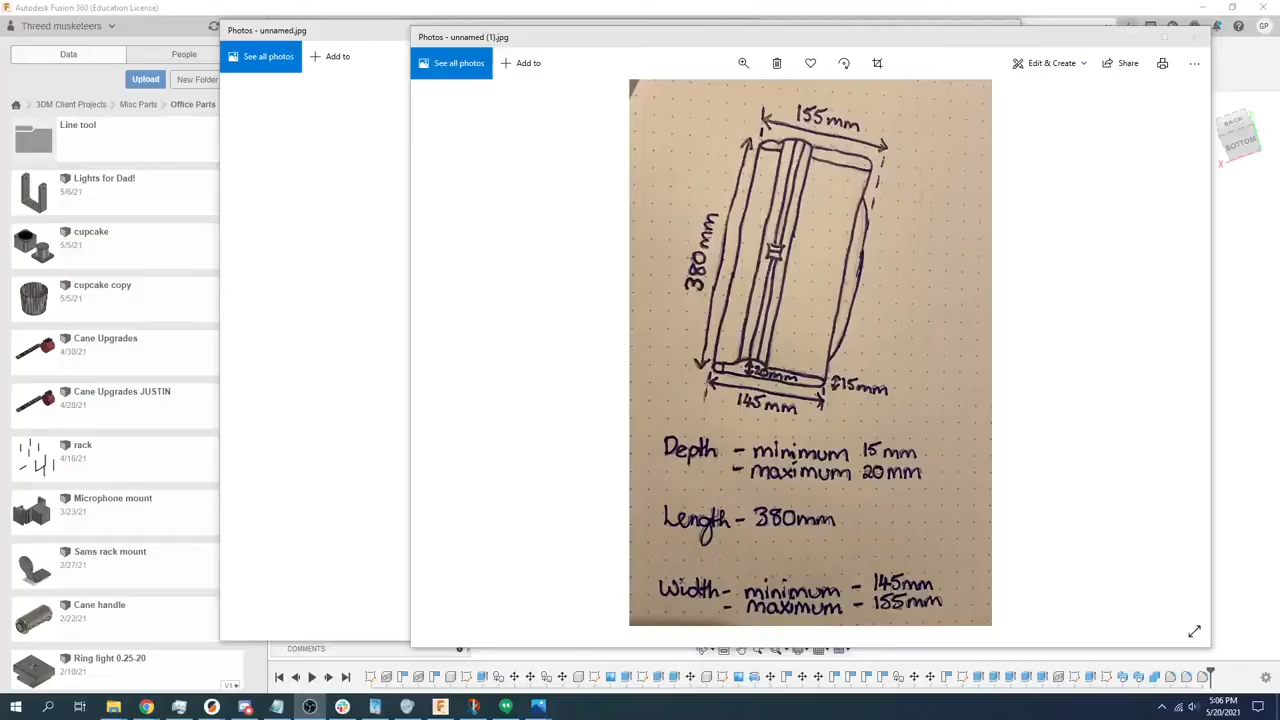 Autodesk Fusion 360 (Education License)
Threed musketeers
Data
People
Upload
New Folder
3DM Client Projects
Misc Parts
Office Parts
Line tool
Lights for Dad!
5/6/21
cupcake
5/5/21
cupcake copy
5/5/21
Cane Upgrades
4/30/21
Cane Upgrades JUSTIN
4/28/21
rack
4/16/21
Microphone mount
3/23/21
Sams rack mount
2/27/21
Cane handle
2/22/21
Ring light 0.25-20
2/10/21
V1
Photos - unnamed.jpg
See all photos
Add to
Photos - unnamed (1).jpg
See all photos
Add to
Edit & Create
Share
GP
BACK
BOTTOM
X
155mm
380mm
20mm
15mm
145mm
Depth - minimum 15mm
- maximum 20mm
Length - 380mm
Width - minimum - 145mm
- maximum - 155mm
COMMENTS
5:06 PM
5/20/2021